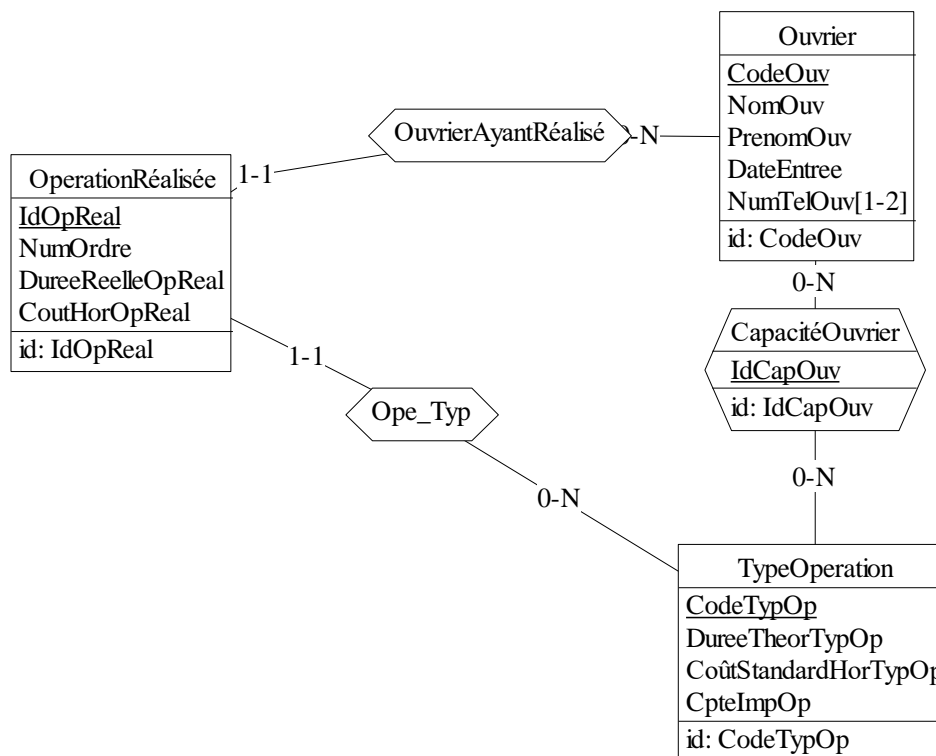 Ouvrier
CodeOuv
NomOuv
PrenomOuv
DateEntree
NumTelOuv[1-2]
id: CodeOuv
OuvrierAyantRéalisé
0-N
1-1
OperationRéalisée
IdOpReal
NumOrdre
DureeReelleOpReal
CoutHorOpReal
id: IdOpReal
0-N
CapacitéOuvrier
IdCapOuv
id: IdCapOuv
0-N
1-1
Ope_Typ
0-N
TypeOperation
CodeTypOp
DureeTheorTypOp
CoûtStandardHorTypOp
CpteImpOp
id: CodeTypOp